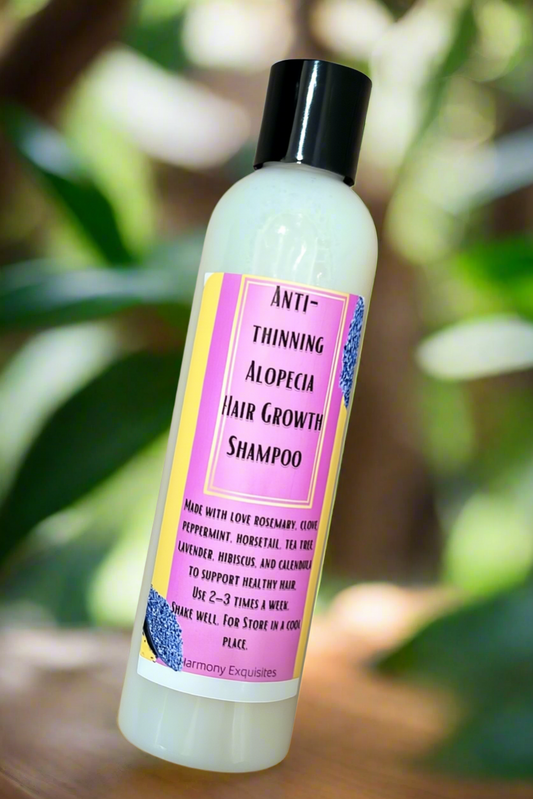 Anti-
thinning
Alopecia
Hair Growth
Shampoo
Made with love rosemary, clove,
peppermint, horsetail, tea tree,
lavender, hibiscus, and calendula
to support healthy hair.
Use 2-3 times a week.
Shake well. For Store in a cool
place.
Harmony Exquisites